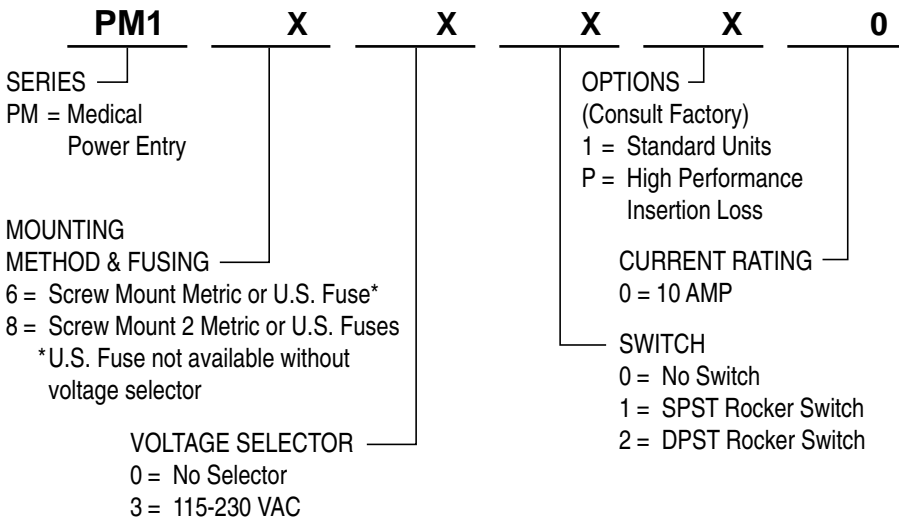 PM1 X X X X 0
SERIES
PM = Medical
Power Entry
MOUNTING
METHOD & FUSING
6 = Screw Mount Metric or U.S. Fuse*
8 = Screw Mount 2 Metric or U.S. Fuses
*U.S. Fuse not available without
voltage selector
VOLTAGE SELECTOR
0 = No Selector
3 = 115-230 VAC
OPTIONS
(Consult Factory)
1 = Standard Units
P = High Performance
Insertion Loss
CURRENT RATING
0 = 10 AMP
SWITCH
0 = No Switch
1 = SPST Rocker Switch
2 = DPST Rocker Switch